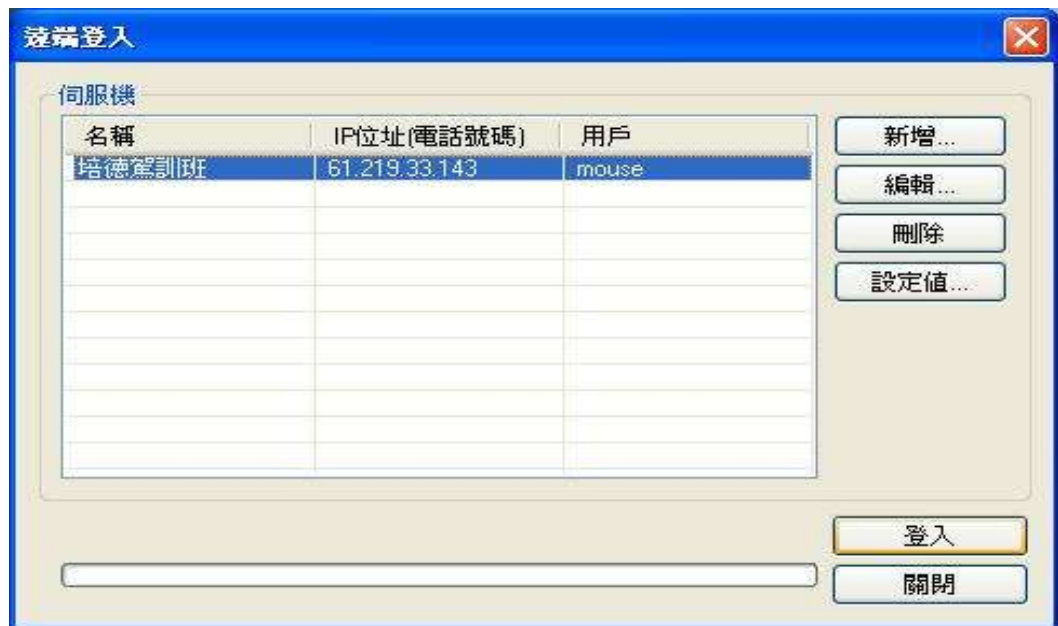 遠端登入
伺服機
名稱 IP位址(電話號碼) 用戶
培德駕訓班 61.219.33.143 mouse
新增...
編輯...
刪除
設定值...
登入
關閉